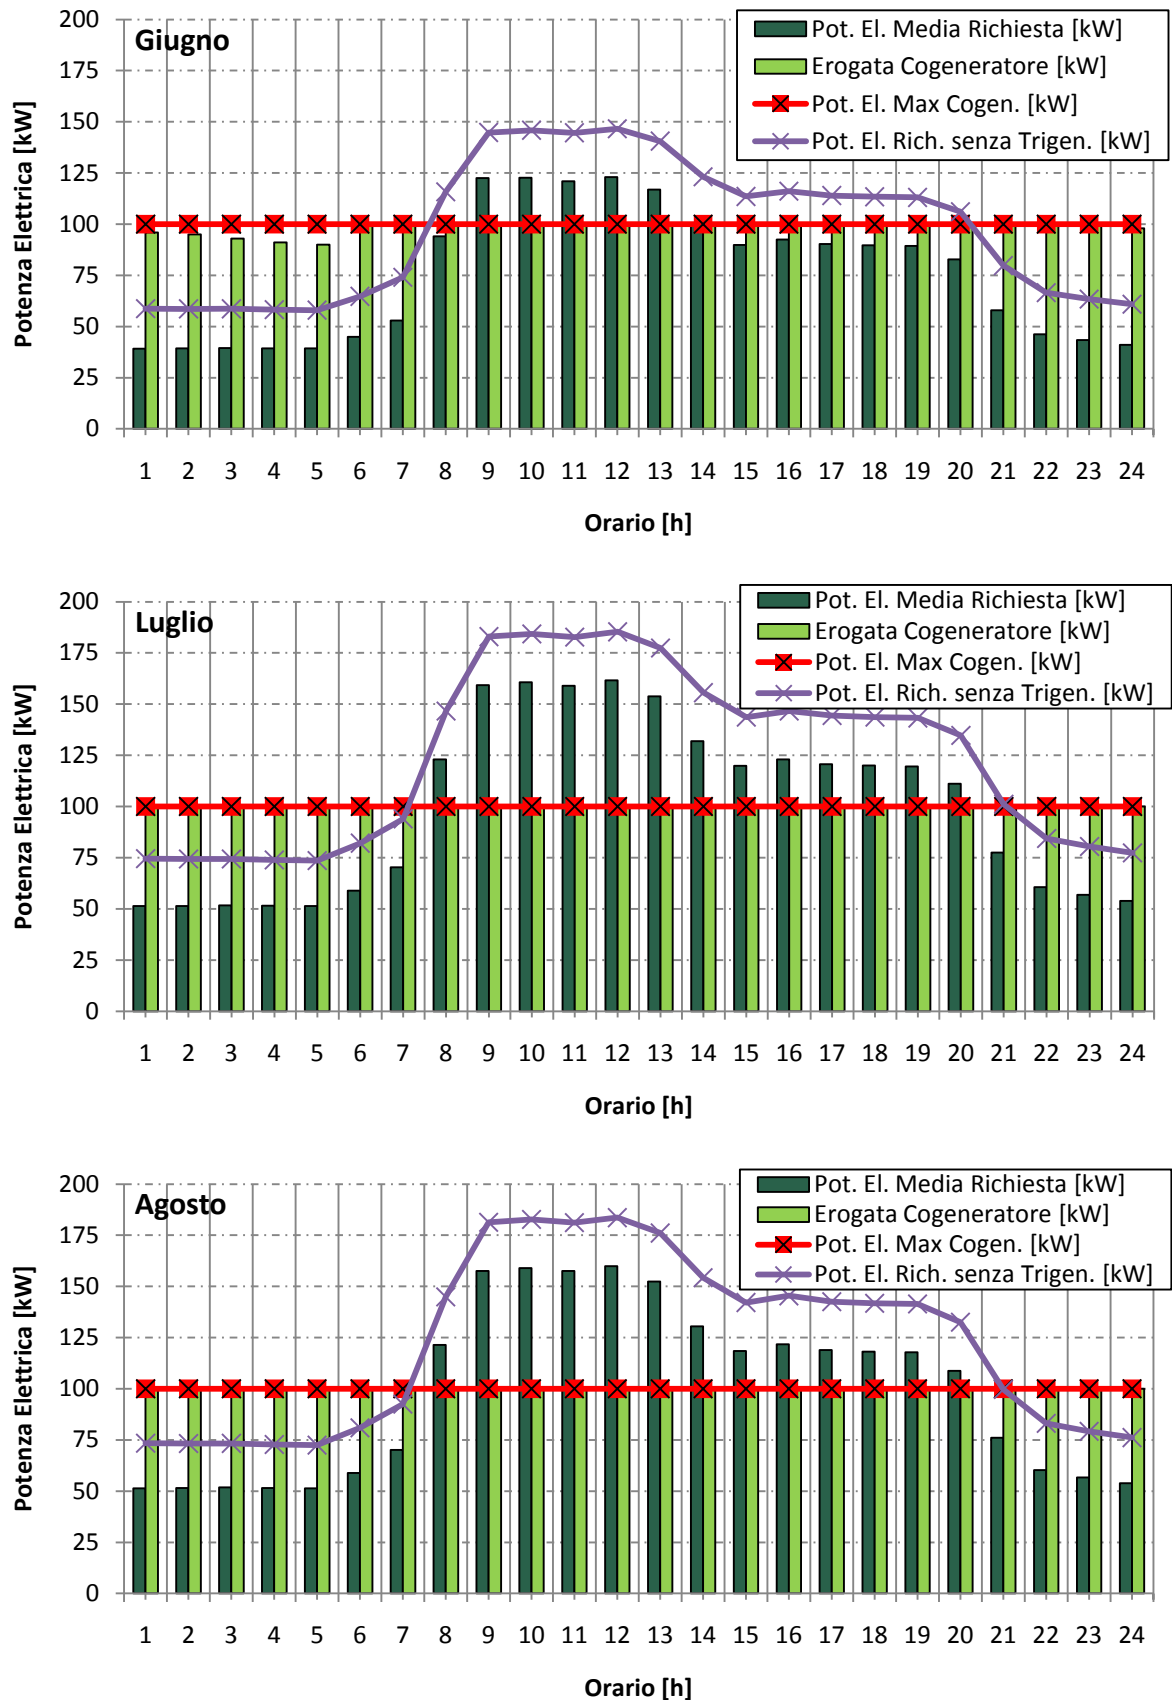 Giugno
Pot. El. Media Richiesta [kW]
Erogata Cogeneratore [kW]
Pot. El. Max Cogen. [kW]
Pot. El. Rich. senza Trigen. [kW]
Potenza Elettrica [kW]
200
175
150
125
100
75
50
25
0
1 2 3 4 5 6 7 8 9 10 11 12 13 14 15 16 17 18 19 20 21 22 23 24
Orario [h]
Luglio
Pot. El. Media Richiesta [kW]
Erogata Cogeneratore [kW]
Pot. El. Max Cogen. [kW]
Pot. El. Rich. senza Trigen. [kW]
Potenza Elettrica [kW]
200
175
150
125
100
75
50
25
0
1 2 3 4 5 6 7 8 9 10 11 12 13 14 15 16 17 18 19 20 21 22 23 24
Orario [h]
Agosto
Pot. El. Media Richiesta [kW]
Erogata Cogeneratore [kW]
Pot. El. Max Cogen. [kW]
Pot. El. Rich. senza Trigen. [kW]
Potenza Elettrica [kW]
200
175
150
125
100
75
50
25
0
1 2 3 4 5 6 7 8 9 10 11 12 13 14 15 16 17 18 19 20 21 22 23 24
Orario [h]